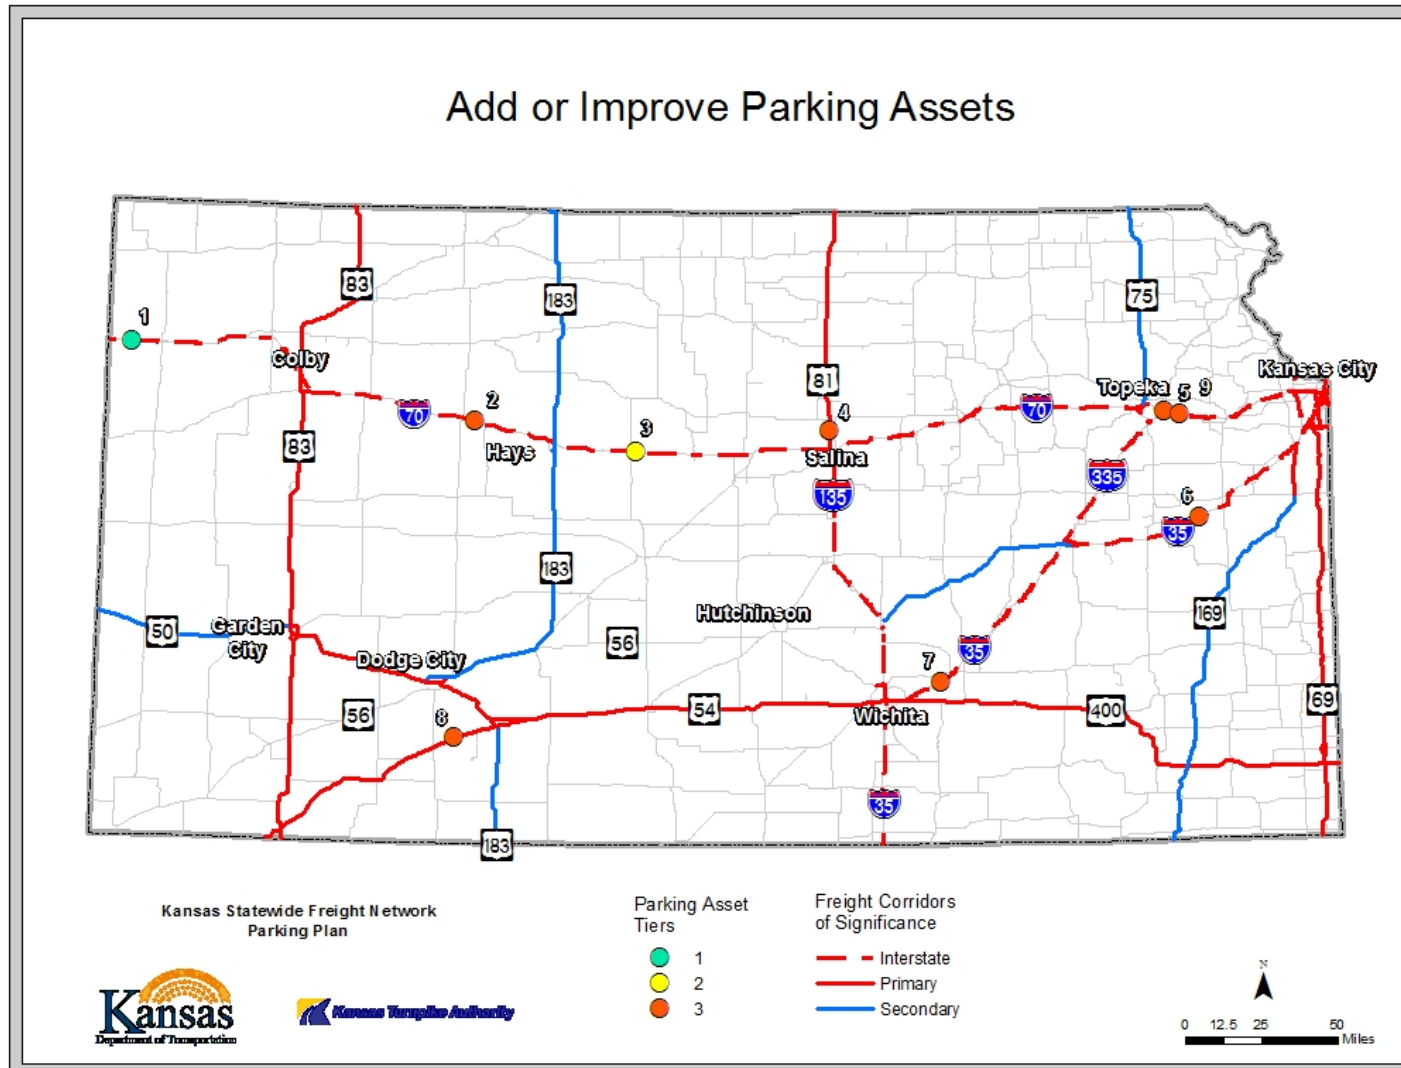 Add or Improve Parking Assets
83
183
75
1
Colby
Kansas City
81
Topeka
5
9
70
2
70
4
83
Hays
3
Salina
335
135
6
35
183
Hutchinson
169
50
Garden
City
56
35
Dodge City
7
69
56
8
54
400
Wichita
35
183
Kansas Statewide Freight Network
Parking Plan
Kansas
Department of Transportation
Kansas Turnpike Authority
Parking Asset
Tiers
1
2
3
Freight Corridors
of Significance
Interstate
Primary
Secondary
N
0 12.5 25 50
Miles